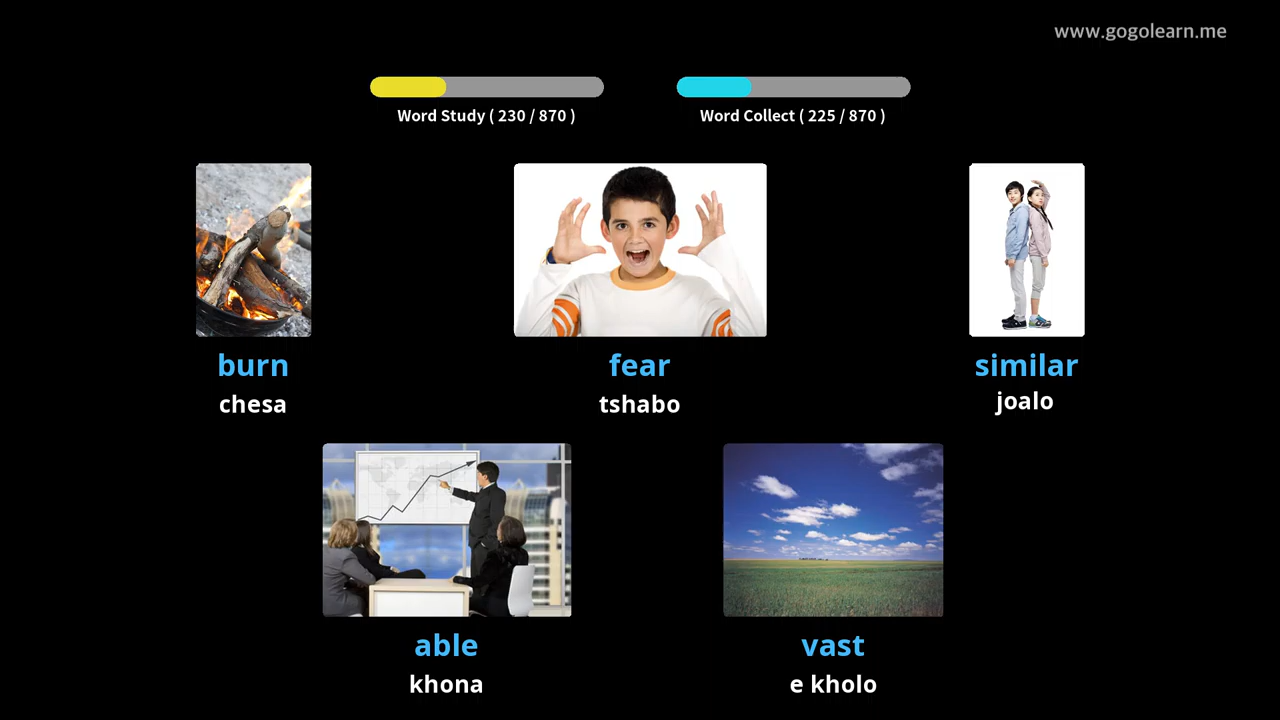 www.gogolearn.me
Word Study ( 230 / 870 )
Word Collect ( 225 / 870 )
burn
chesa
fear
tshabo
similar
joalo
able
khona
vast
e kholo